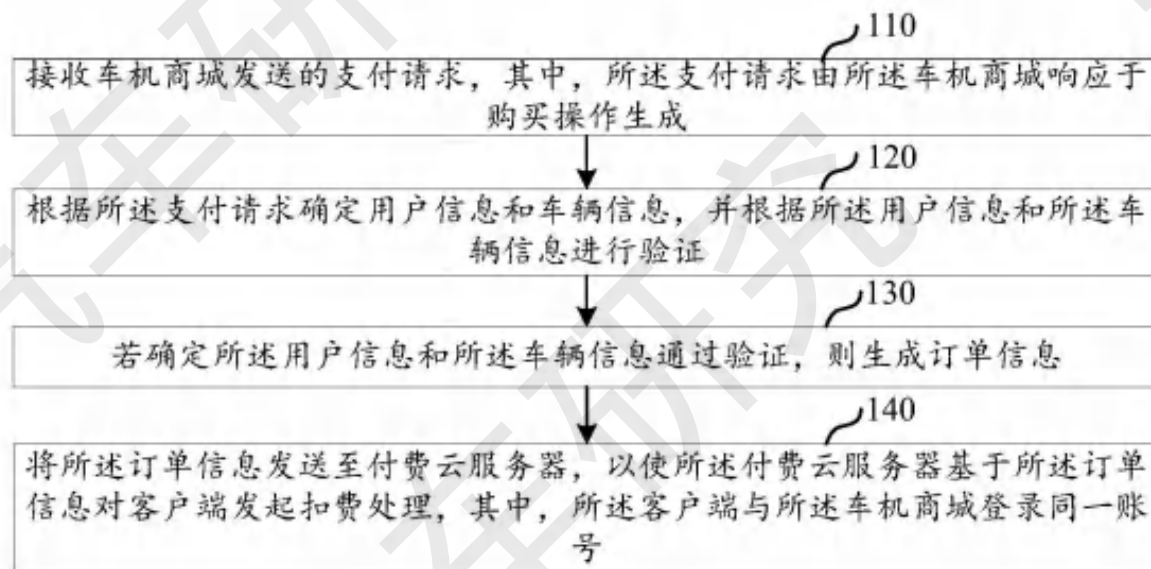 110
接收车机商城发送的支付请求，其中，所述支付请求由所述车机商城响应于
购买操作生成
120
根据所述支付请求确定用户信息和车辆信息，并根据所述用户信息和所述车
辆信息进行验证
130
若确定所述用户信息和所述车辆信息通过验证，则生成订单信息
140
将所述订单信息发送至付费云服务器，以使所述付费云服务器基于所述订单
信息对客户端发起扣费处理，其中，所述客户端与所述车机商城登录同一账
号
车研
汽车研究
车研